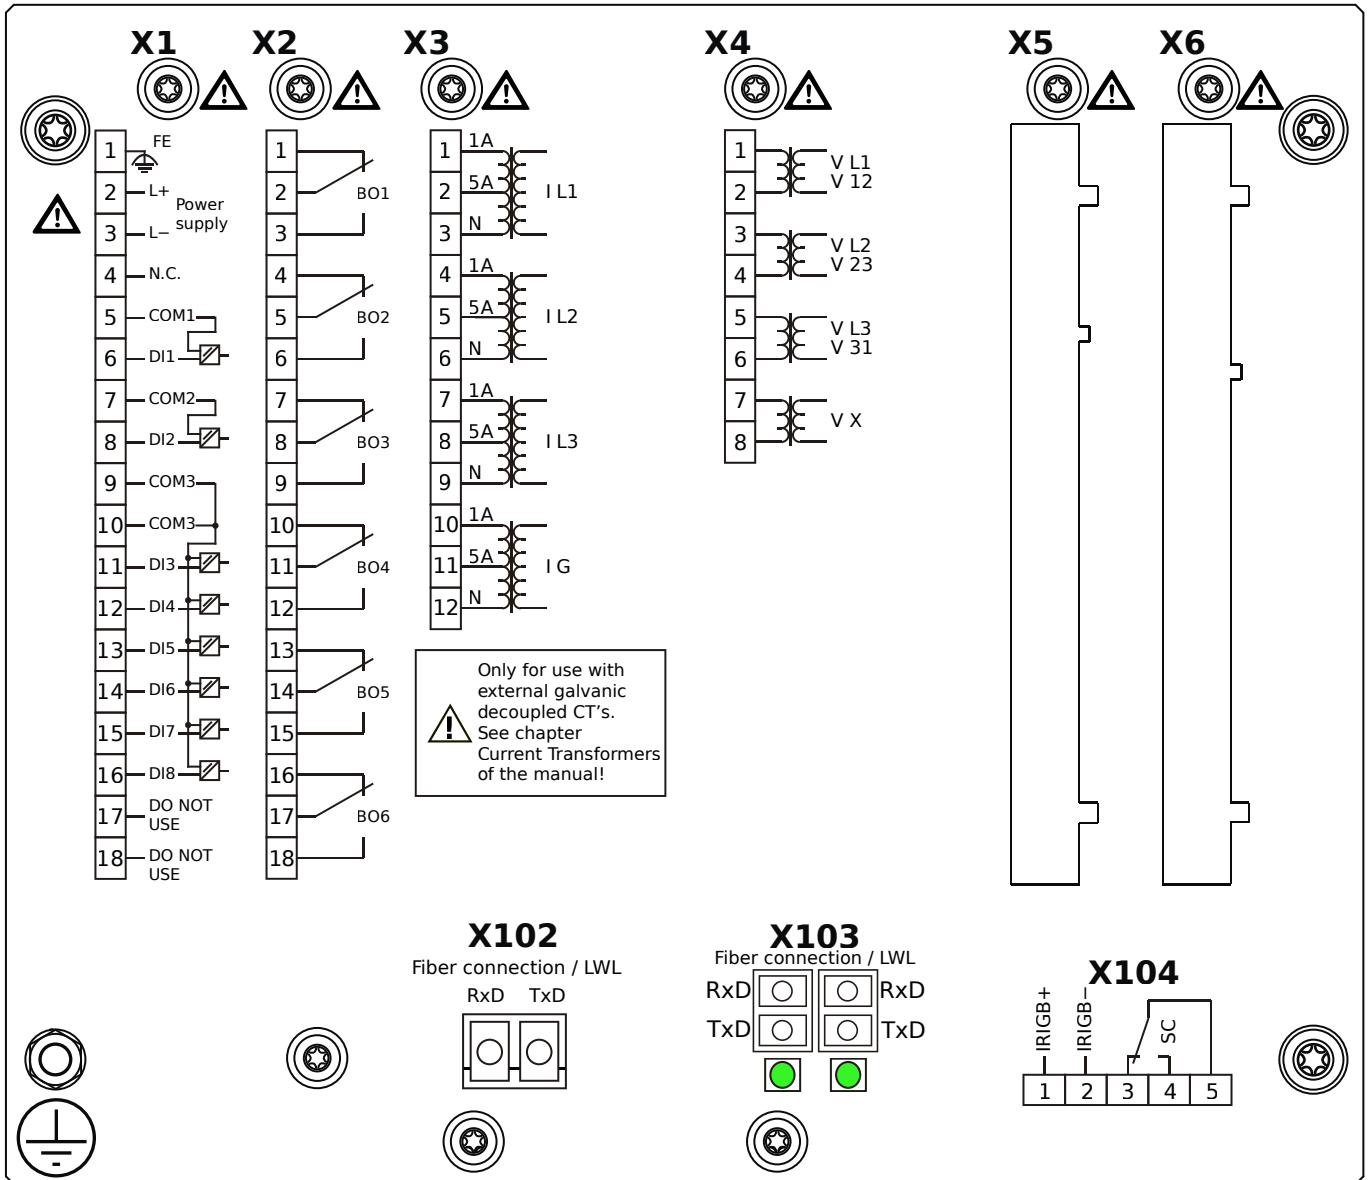 X1
X2
X3
X4
X5
X6
1
FE
2
L+
Power
supply
3
L−
4
N.C.
5
COM1
6
DI1
7
COM2
8
DI2
9
COM3
10
COM3
11
DI3
12
DI4
13
DI5
14
DI6
15
DI7
16
DI8
17
DO NOT
USE
18
DO NOT
USE
1
2
BO1
3
4
5
BO2
6
7
8
BO3
9
10
11
BO4
12
13
14
BO5
15
16
17
BO6
18
1
1A
2
5A
I L1
3
N
4
1A
5
5A
I L2
6
N
7
1A
8
5A
I L3
9
N
10
1A
11
5A
I G
12
N
Only for use with
external galvanic
decoupled CT's.
See chapter
Current Transformers
of the manual!
1
2
V L1
V 12
3
4
V L2
V 23
5
6
V L3
V 31
7
8
V X
X102
Fiber connection / LWL
RxD TxD
X103
Fiber connection / LWL
RxD RxD
TxD TxD
X104
IRIGB+
IRIGB−
SC
1 2 3 4 5